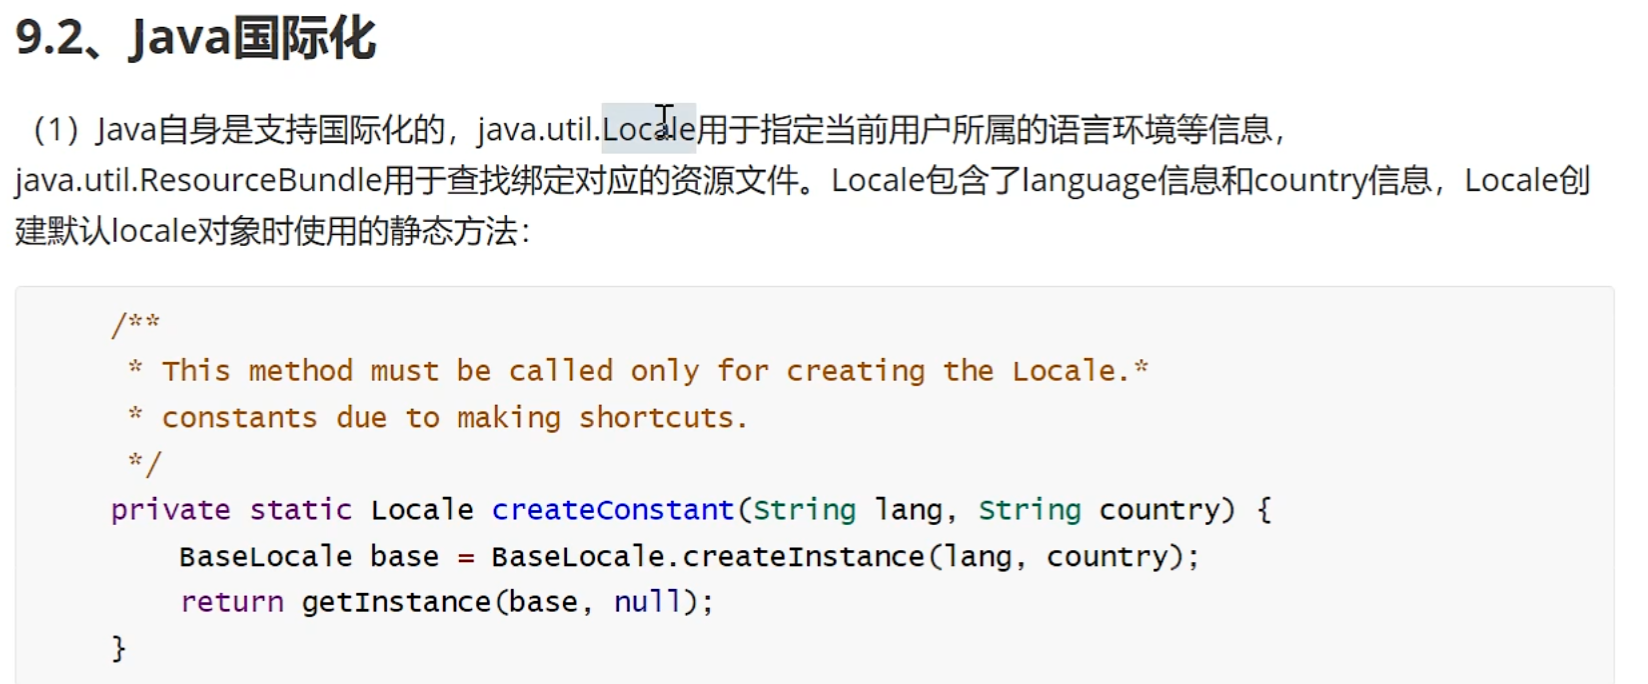 9.2、Java国际化
（1）Java自身是支持国际化的，java.util.Locale用于指定当前用户所属的语言环境等信息，
java.util.ResourceBundle用于查找绑定对应的资源文件。Locale包含了language信息和country信息，Locale创
建默认locale对象时使用的静态方法：
/**
 * This method must be called only for creating the Locale.*
 * constants due to making shortcuts.
 */
private static Locale createConstant(String lang, String country) {
    BaseLocale base = BaseLocale.createInstance(lang, country);
    return getInstance(base, null);
}